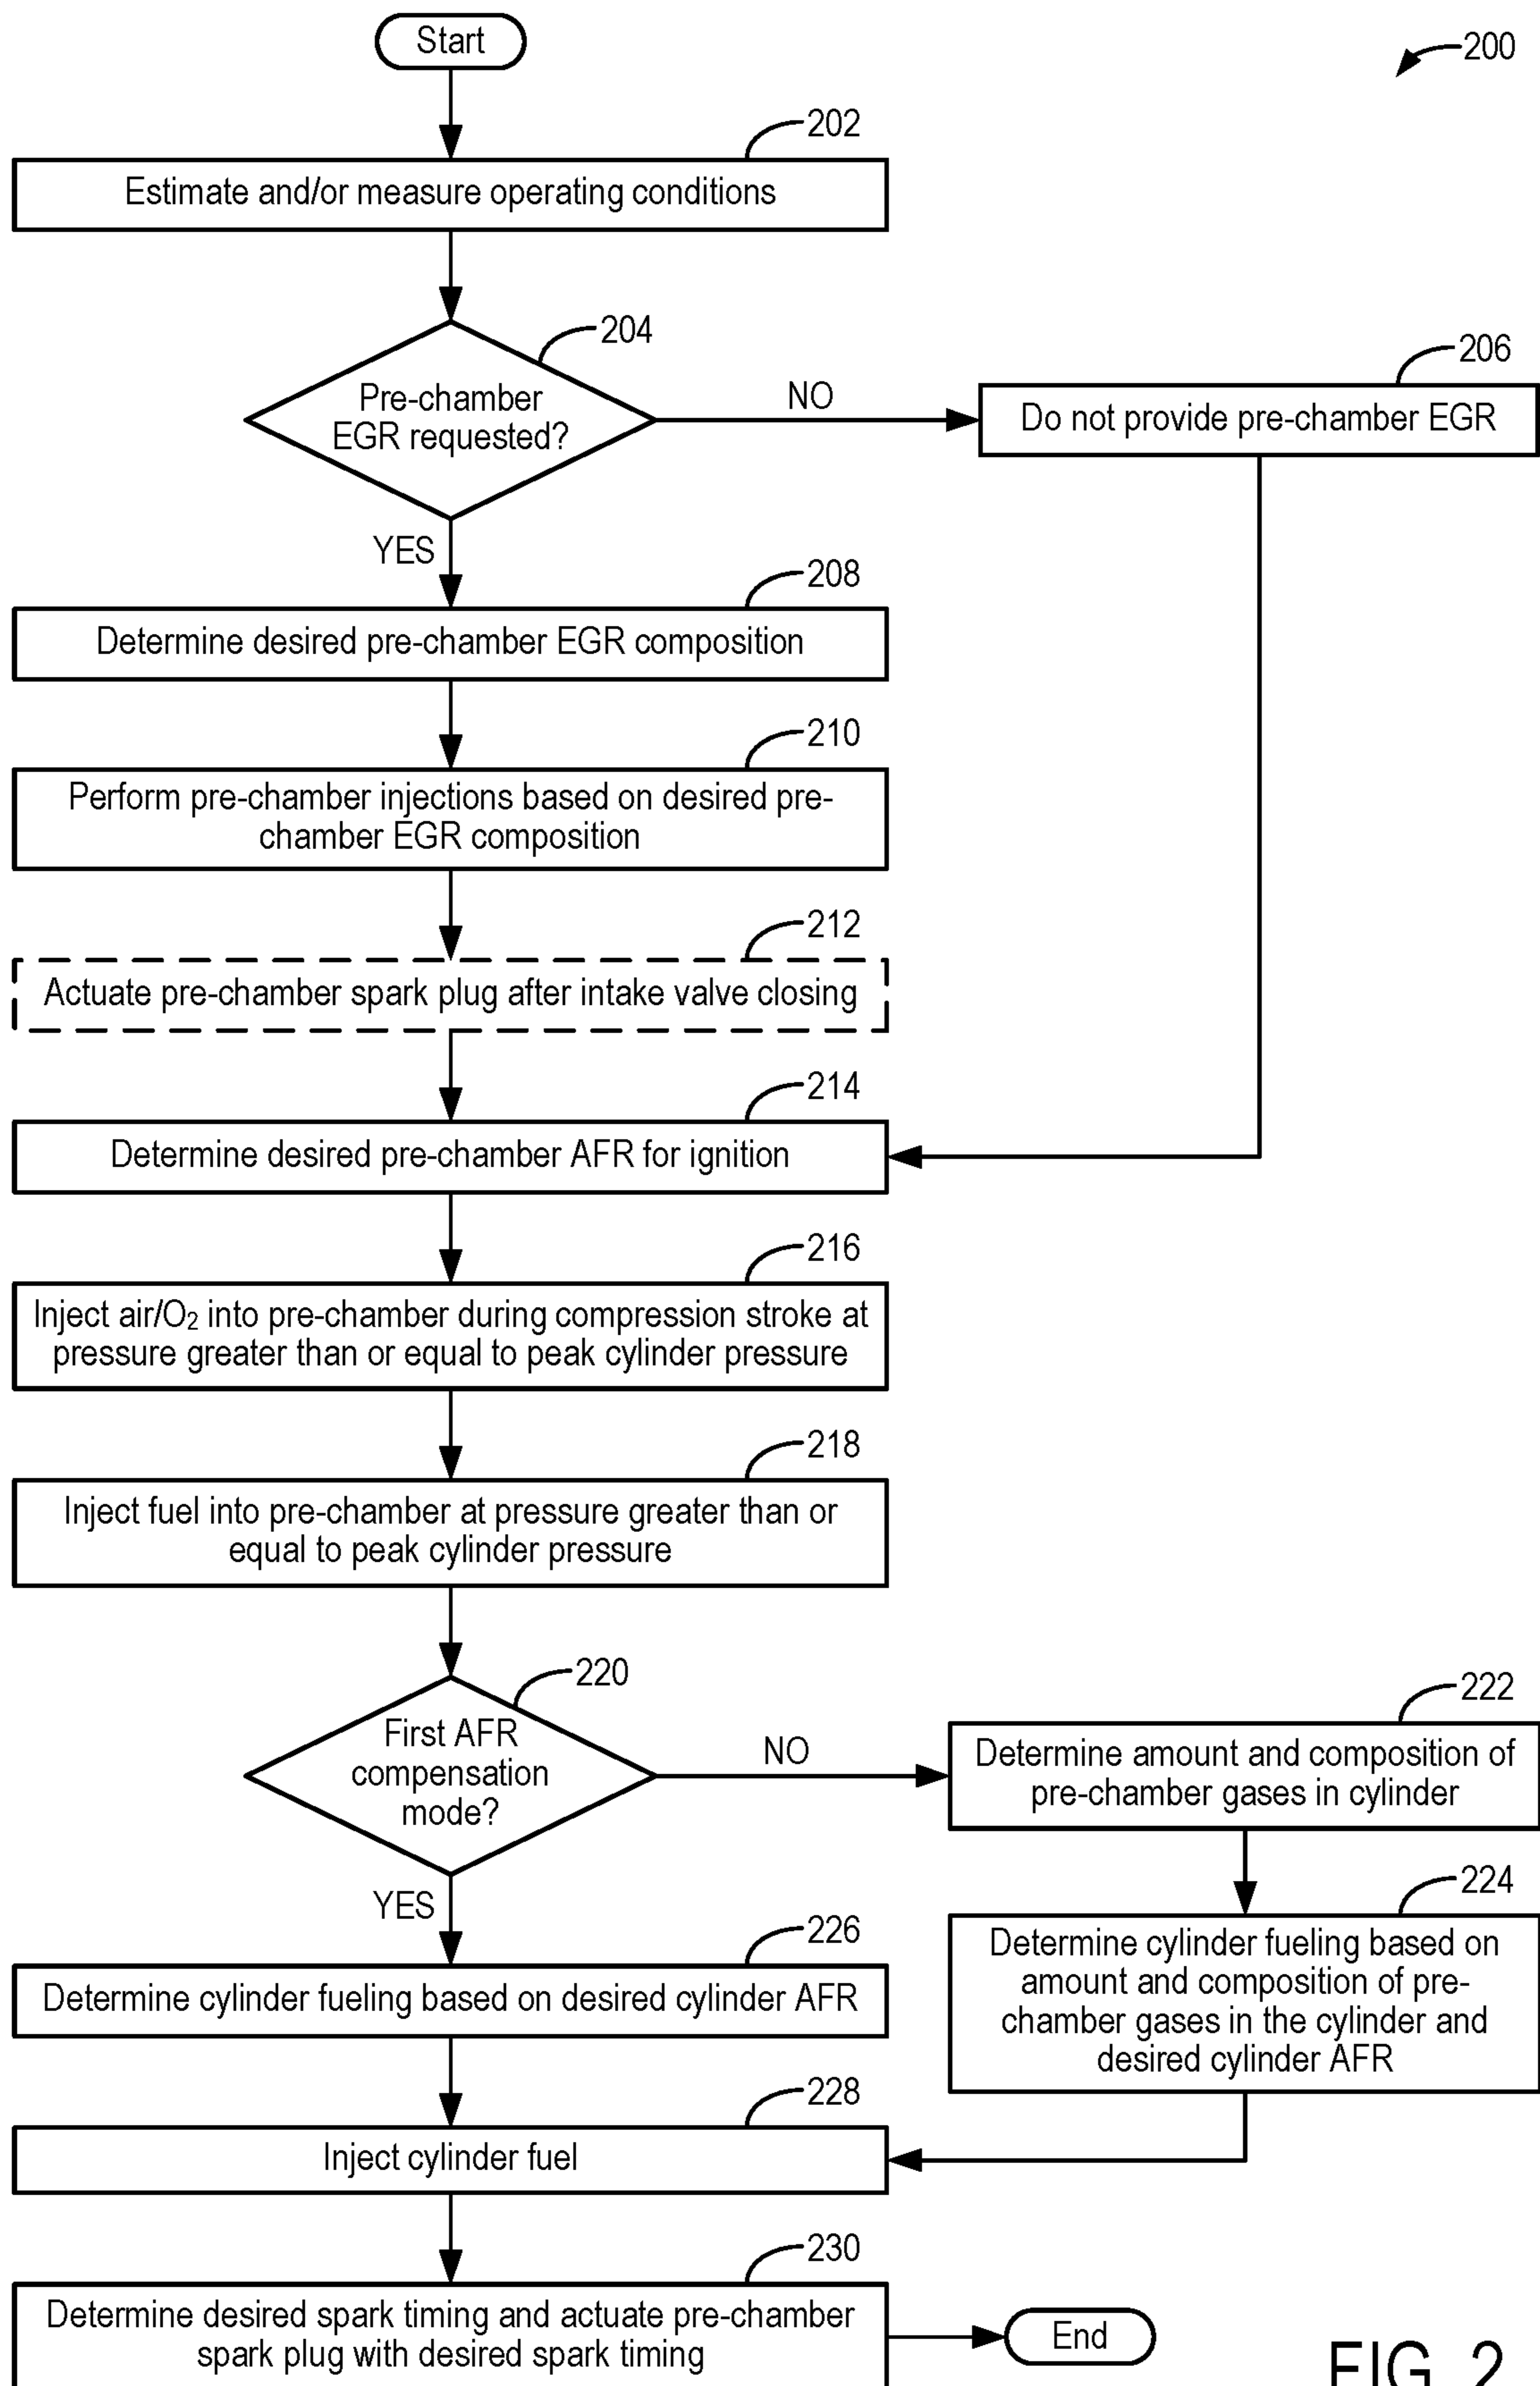 Start
200
202
Estimate and/or measure operating conditions
204
Pre-chamber
EGR requested?
NO
206
Do not provide pre-chamber EGR
YES
208
Determine desired pre-chamber EGR composition
210
Perform pre-chamber injections based on desired pre-
chamber EGR composition
212
Actuate pre-chamber spark plug after intake valve closing
214
Determine desired pre-chamber AFR for ignition
216
Inject air/O₂ into pre-chamber during compression stroke at
pressure greater than or equal to peak cylinder pressure
218
Inject fuel into pre-chamber at pressure greater than or
equal to peak cylinder pressure
220
First AFR
compensation
mode?
NO
222
Determine amount and composition of
pre-chamber gases in cylinder
224
Determine cylinder fueling based on
amount and composition of pre-
chamber gases in the cylinder and
desired cylinder AFR
YES
226
Determine cylinder fueling based on desired cylinder AFR
228
Inject cylinder fuel
230
Determine desired spark timing and actuate pre-chamber
spark plug with desired spark timing
End
FIG. 2